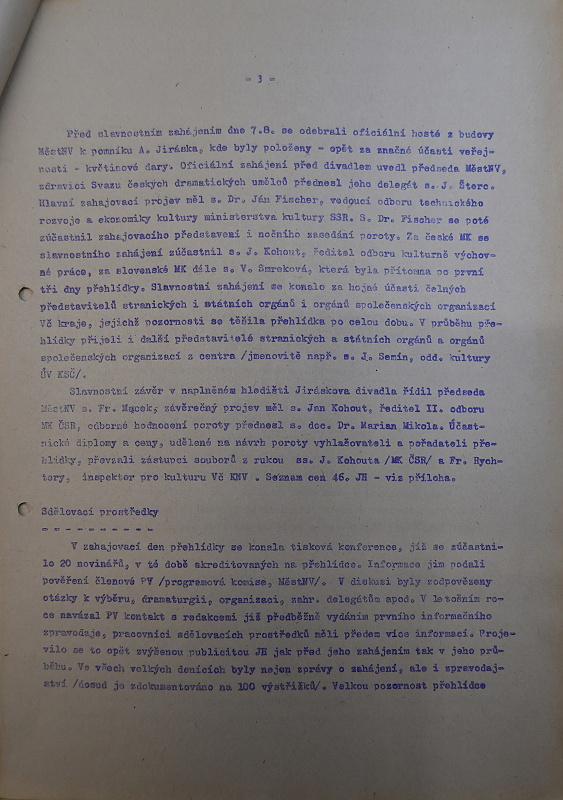 = 3 =
Před slavnostním zahájením dne 7.8. se odebrali oficiální hosté z budovy
MěstNV k pomníku A. Jiráska, kde byly položeny - opět za značné účasti veřej-
nosti - květinové dary. Oficiální zahájení před divadlem uvedl předseda MěstNV,
zdravici Svazu českých dramatických umělců přednesl jeho delegát s. J. Šterc.
Hlavní zahajovací projev měl s. Dr. Ján Fischer, vedoucí odboru technického
rozvoje a ekonomiky kultury ministerstva kultury SSR. S. Dr. Fischer se poté
zúčastnil zahajovacího představení i nočního zasedání poroty. Za české MK se
slavnostního zahájení zúčastnil s. J. Kohout, ředitel odboru kulturně výchov-
né práce, za slovenské MK dále s. V. Smreková, která byla přítomna po první
tři dny přehlídky. Slavnostní zahájení se konalo za hojné účasti čelných
představitelů stranických i státních orgánů i orgánů společenských organizací
Vč kraje, jejichž pozornosti se těšila přehlídka po celou dobu. V průběhu pře-
hlídky přijeli i další představitelé stranických a státních orgánů a orgánů
společenských organizací z centra /jmenovitě např. s. J. Semín, odd. kultury
ÚV KSČ/.
Slavnostní závěr v naplněném hledišti Jiráskova divadla řídil předseda
MěstNV s. Fr. Macek, závěrečný projev měl s. Jan Kohout, ředitel II. odboru
MK ČSR, odborné hodnocení poroty přednesl s. doc. Dr. Marian Mikola. Účast-
nické diplomy a ceny, udělené na návrh poroty vyhlašovateli a pořadateli pře-
hlídky, převzali zástupci souborů z rukou ss. J. Kohouta /MK ČSR/ a Fr. Rych-
tory, inspektor pro kulturu Vč KNV . Seznam cen 46. JH - viz příloha.
Sdělovací prostředky
= = = = = = = = = =
V zahajovací den přehlídky se konala tisková konference, jíž se zúčastni-
lo 20 novinářů, v té době akreditovaných na přehlídce. Informace jim podali
pověření členové PV /programová komise, MěstNV/. V diskuzi byly zodpovězeny
otázky k výběru, dramaturgii, organizaci, zahr. delegátům apod. V letošním ro-
ce navázal PV kontakt s redakcemi již předběžně vydáním prvního informačního
zpravodaje, pracovníci sdělovacích prostředků měli předem více informací. Proje-
vilo se to opět zvýšenou publicitou JH jak před jeho zahájením tak v jeho prů-
běhu. Ve všech velkých denících byly nejen zprávy o zahájení, ale i zpravodaj-
ství /dosud je zdokumentováno na 100 výstřižků/. Velkou pozornost přehlídce